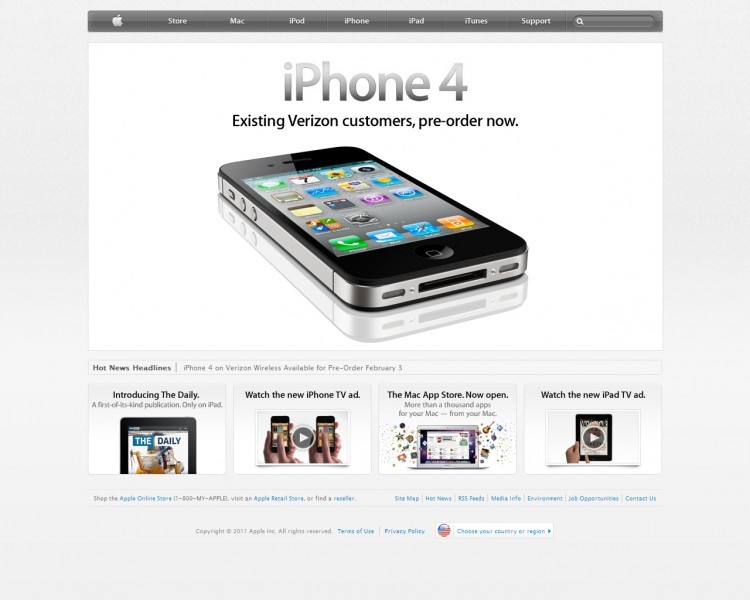 Store Mac iPod iPhone iPad iTunes Support
iPhone 4
Existing Verizon customers, pre-order now.
Hot News Headlines iPhone 4 on Verizon Wireless Available for Pre-Order February 3
Introducing The Daily.
A first-of-its-kind publication. Only on iPad.
THE DAILY
Watch the new iPhone TV ad.
The Mac App Store. Now open.
More than a thousand apps
for your Mac — from your Mac.
Watch the new iPad TV ad.
Shop the Apple Online Store (1-800-MY-APPLE), visit an Apple Retail Store, or find a reseller.
Site Map Hot News RSS Feeds Media Info Environment Job Opportunities Contact Us
Copyright © 2011 Apple Inc. All rights reserved. Terms of Use Privacy Policy Choose your country or region